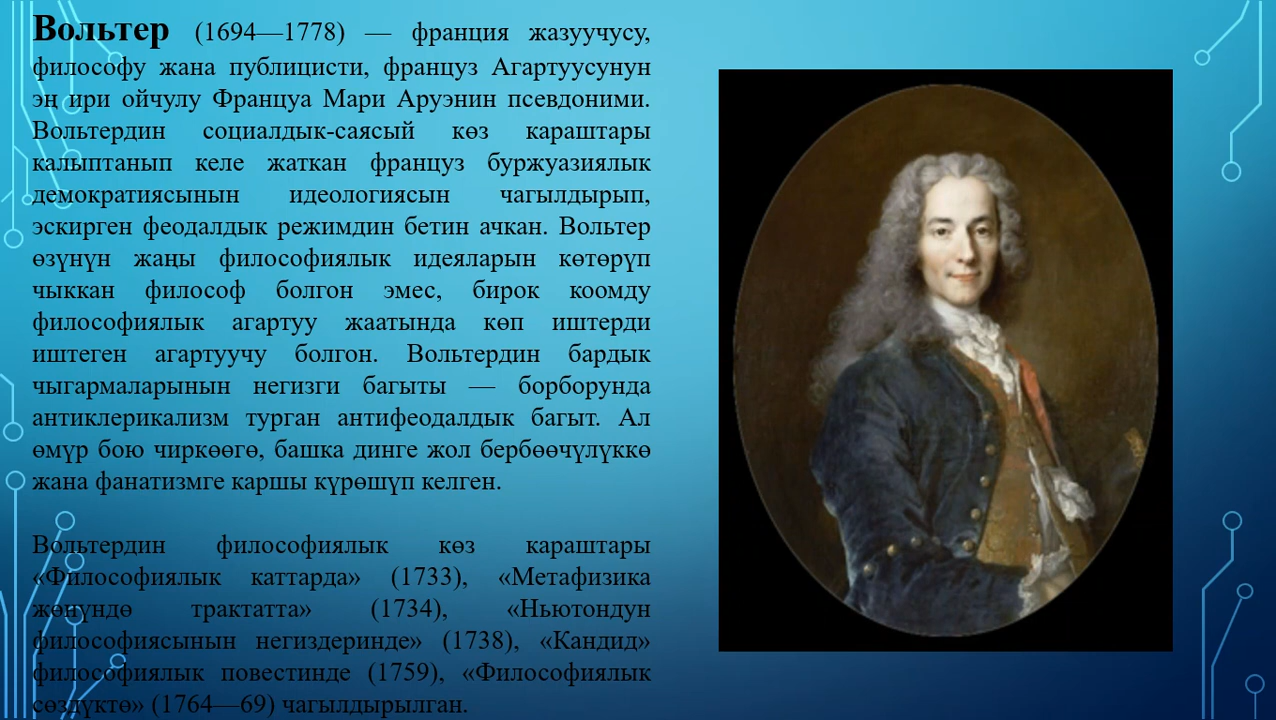 Вольтер (1694—1778) — франция жазуучусу,
философу жана публицисти, француз Агартуусунун
эң ири ойчулу Француа Мари Аруэнин псевдоними.
Вольтердин социалдык-саясый көз караштары
калыптанып келе жаткан француз буржуазиялык
демократиясынын идеологиясын чагылдырып,
эскирген феодалдык режимдин бетин ачкан. Вольтер
өзүнүн жаңы философиялык идеяларын көтөрүп
чыккан философ болгон эмес, бирок коомду
философиялык агартуу жаатында көп иштерди
иштеген агартуучу болгон. Вольтердин бардык
чыгармаларынын негизги багыты — борборунда
антиклерикализм турган антифеодалдык багыт. Ал
өмүр бою чиркөөгө, башка динге жол бербөөчүлүккө
жана фанатизмге каршы күрөшүп келген.
Вольтердин философиялык көз караштары
«Философиялык каттарда» (1733), «Метафизика
жөнүндө трактатта» (1734), «Ньютондун
философиясынын негиздеринде» (1738), «Кандид»
философиялык повестинде (1759), «Философиялык
сөздүктө» (1764—69) чагылдырылган.